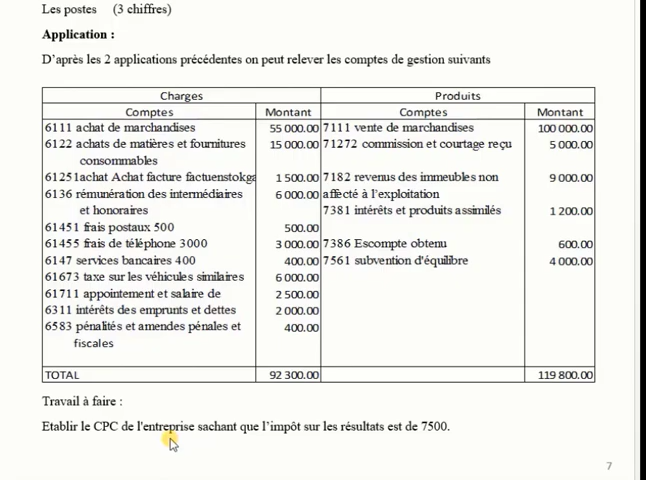 Les postes (3 chiffres)
Application :
D’après les 2 applications précédentes on peut relever les comptes de gestion suivants
Charges Produits
Comptes Montant Comptes Montant
6111 achat de marchandises 55 000.00 7111 vente de marchandises 100 000.00
6122 achats de matières et fournitures 15 000.00 71272 commission et courtage reçu 5 000.00
consommables
61251achat Achat facture factuenstokga 1 500.00 7182 revenus des immeubles non 9 000.00
6136 rémunération des intermédiaires 6 000.00 affecté à l’exploitation
et honoraires 7381 intérêts et produits assimilés 1 200.00
61451 frais postaux 500 500.00
61455 frais de téléphone 3000 3 000.00 7386 Escompte obtenu 600.00
6147 services bancaires 400 400.00 7561 subvention d'équilibre 4 000.00
61673 taxe sur les véhicules similaires 6 000.00
61711 appointement et salaire de 2 500.00
6311 intérêts des emprunts et dettes 2 000.00
6583 pénalités et amendes pénales et 400.00
fiscales
TOTAL 92 300.00 119 800.00
Travail à faire :
Etablir le CPC de l'entreprise sachant que l’impôt sur les résultats est de 7500.
7